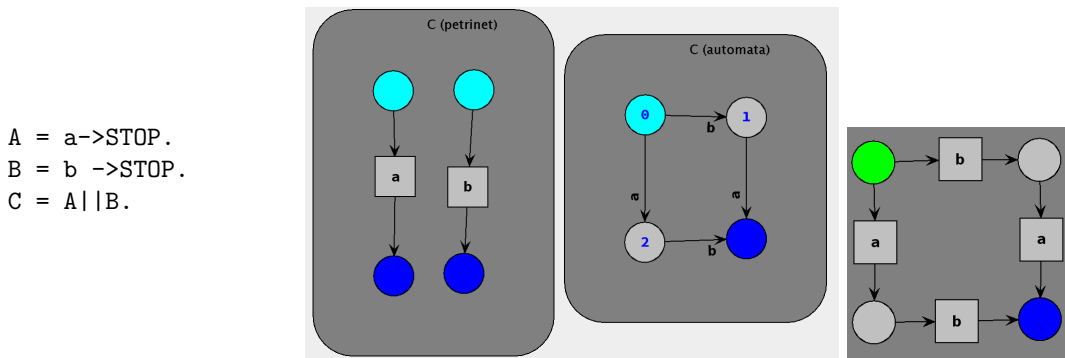 A = a->STOP.
B = b ->STOP.
C = A||B.
C (petrinet)
a
b
C (automata)
0
b
1
a
a
2
b
b
a
a
b